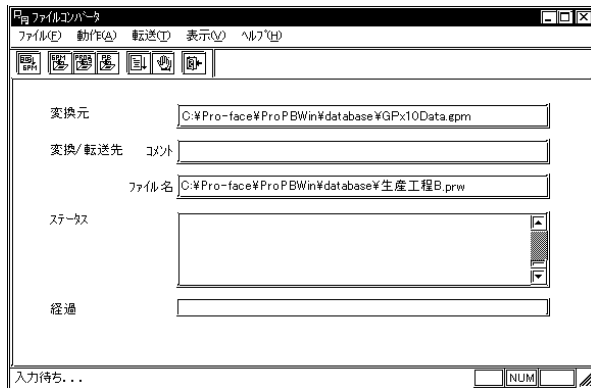 ファイルコンバータ
ファイル(F) 動作(A) 転送(T) 表示(V) ヘルプ(H)
変換元 C:¥Pro-face¥ProPBWin¥database¥GPx10Data.gpm
変換/転送先 コメント
ファイル名 C:¥Pro-face¥ProPBWin¥database¥生産工程B.prw
ステータス
経過
入力待ち... NUM